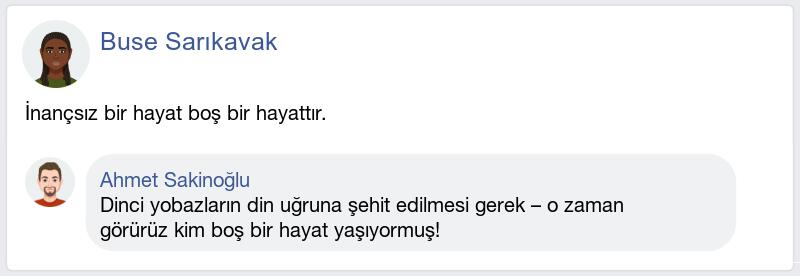 Buse Sarıkavak
İnançsız bir hayat boş bir hayattır.
Ahmet Sakinoğlu
Dinci yobazların din uğruna şehit edilmesi gerek – o zaman
görürüz kim boş bir hayat yaşıyormuş!